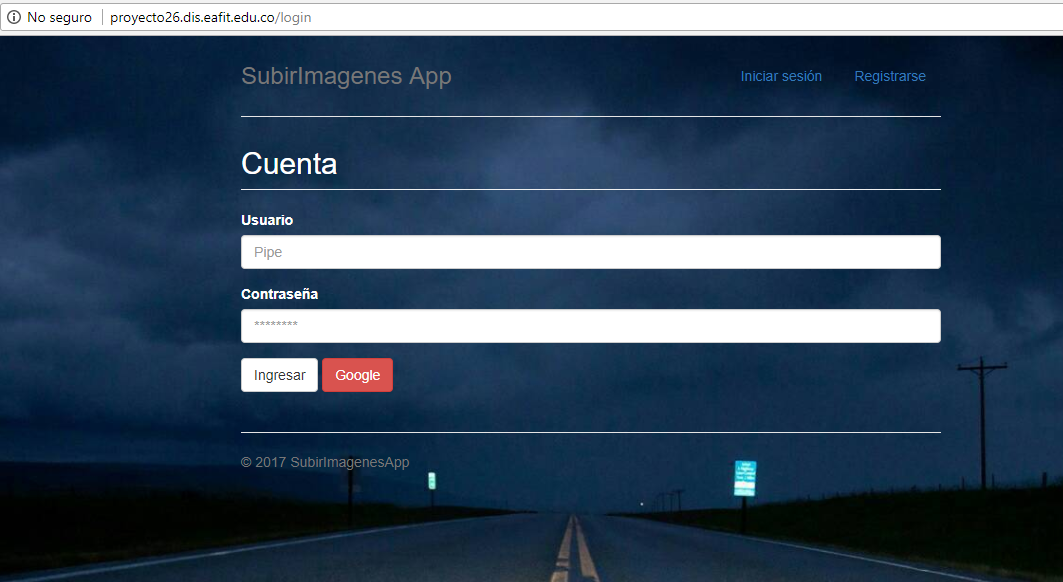 No seguro proyecto26.dis.eafit.edu.co/login
SubirImagenes App Iniciar sesión Registrarse
Cuenta
Usuario
Pipe
Contraseña
********
Ingresar Google
© 2017 SubirImagenesApp